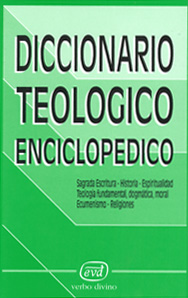 DICCIONARIO
TEOLOGICO
ENCICLOPEDICO
Sagrada Escritura - Historia - Espiritualidad
Teología fundamental, dogmática, moral
Ecumenismo - Religiones
evd
verbo divino